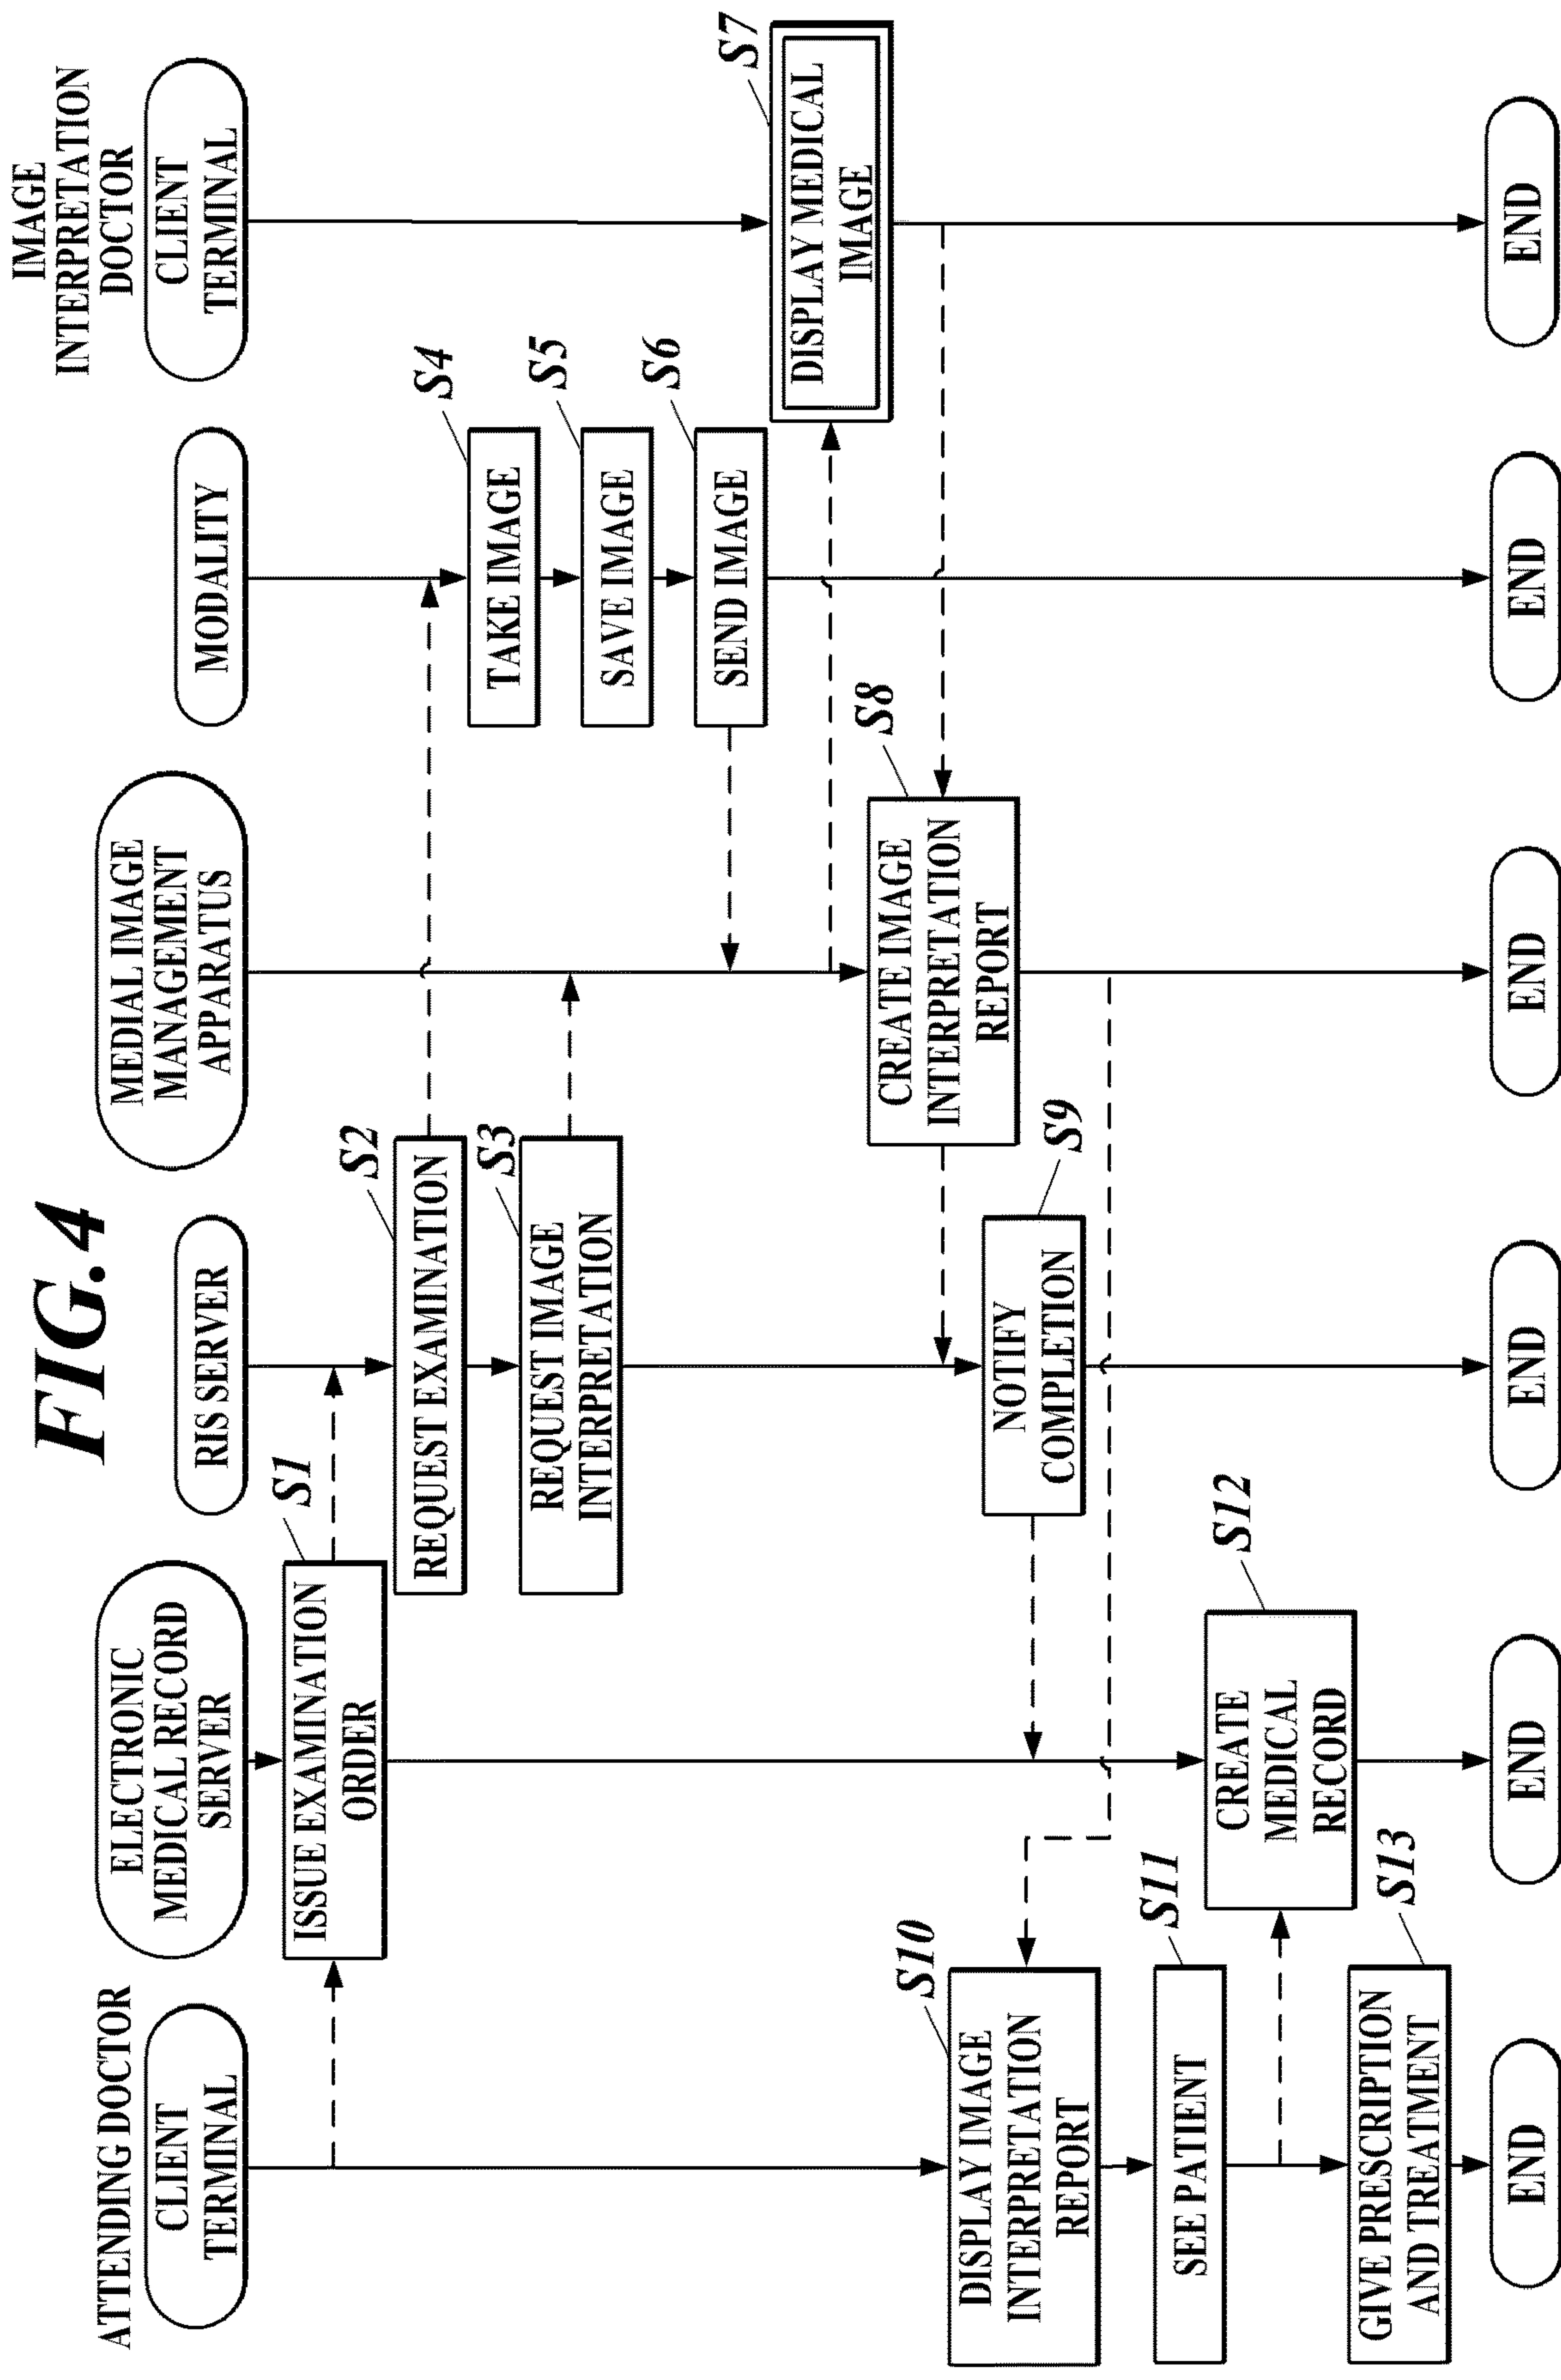 FIG.4
ATTENDING DOCTOR
CLIENT
TERMINAL
ELECTRONIC
MEDICAL RECORD
SERVER
RIS SERVER
MEDIAL IMAGE
MANAGEMENT
APPARATUS
MODALITY
IMAGE
INTERPRETATION
DOCTOR
CLIENT
TERMINAL
S1
ISSUE EXAMINATION
ORDER
S2
REQUEST EXAMINATION
S3
REQUEST IMAGE
INTERPRETATION
S4
TAKE IMAGE
S5
SAVE IMAGE
S6
SEND IMAGE
S7
DISPLAY MEDICAL
IMAGE
S8
CREATE IMAGE
INTERPRETATION
REPORT
S9
NOTIFY
COMPLETION
S10
DISPLAY IMAGE
INTERPRETATION
REPORT
S11
SEE PATIENT
S12
CREATE
MEDICAL
RECORD
S13
GIVE PRESCRIPTION
AND TREATMENT
END
END
END
END
END
END